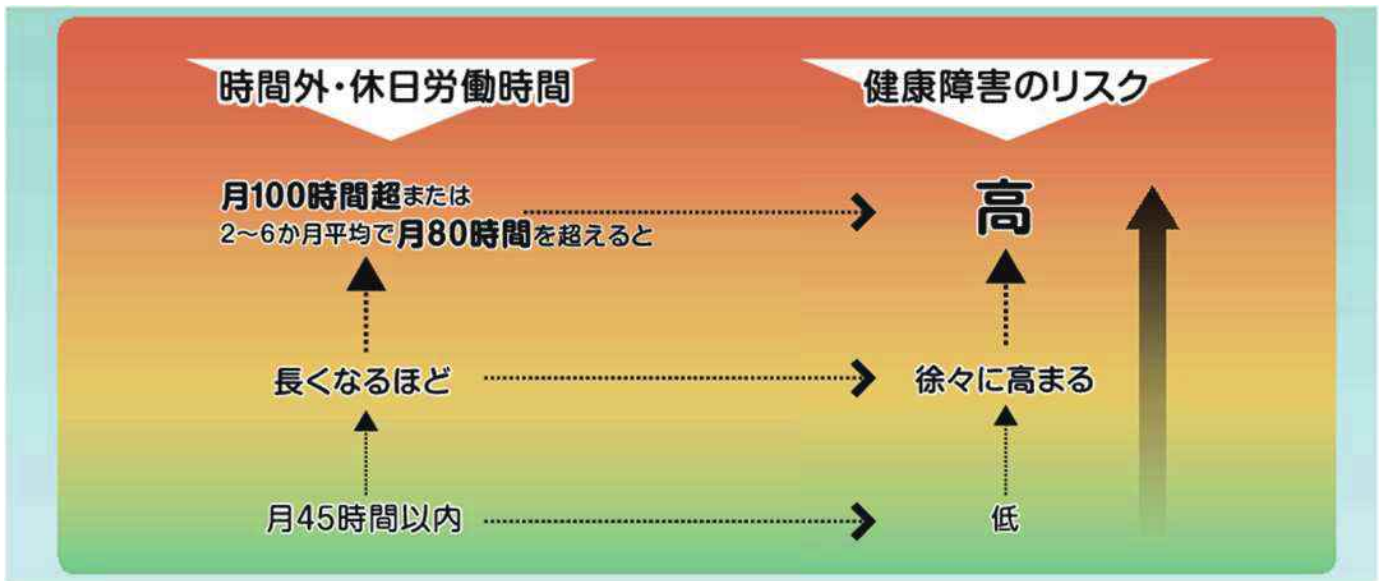 時間外・休日労働時間
健康障害のリスク
月100時間超または
2〜6か月平均で月80時間を超えると
高
長くなるほど
徐々に高まる
月45時間以内
低